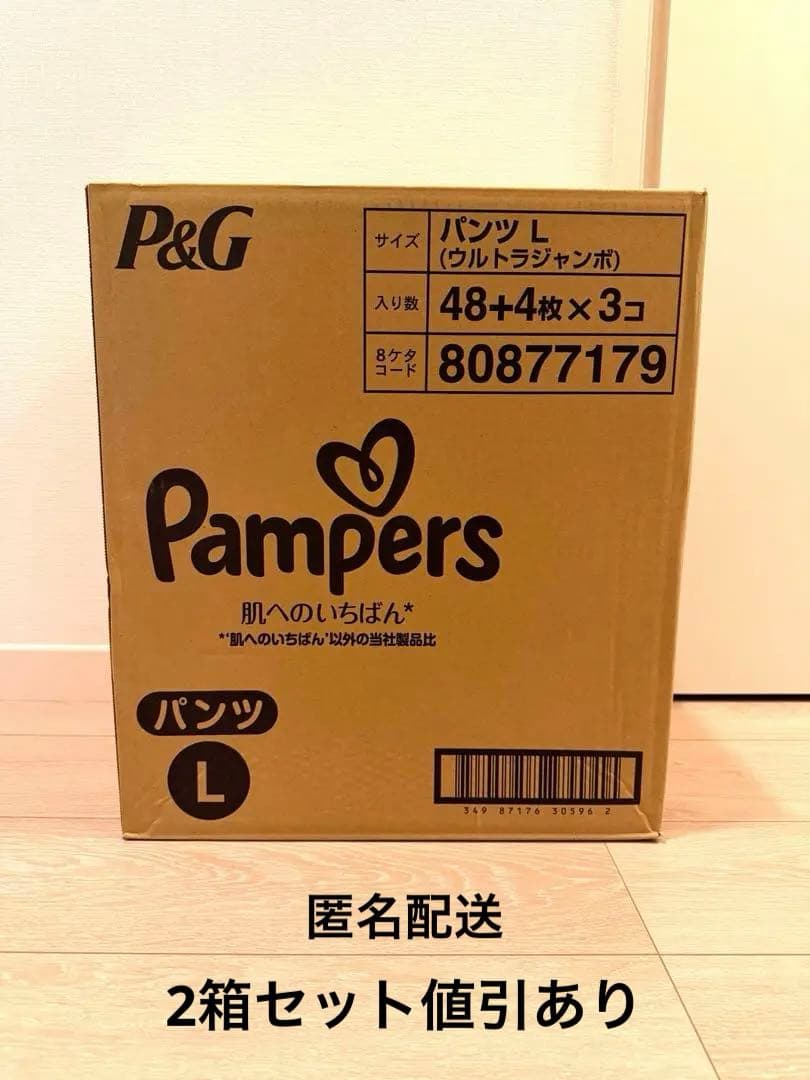 P&G
サイズ
パンツ L
(ウルトラジャンボ)
入り数
48+4枚×3コ
8ケタ
コード
80877179
Pampers
肌へのいちばん*
*'肌へのいちばん'以外の当社製品比
パンツ
L
349 87176 30596 2
匿名配送
2箱セット値引あり